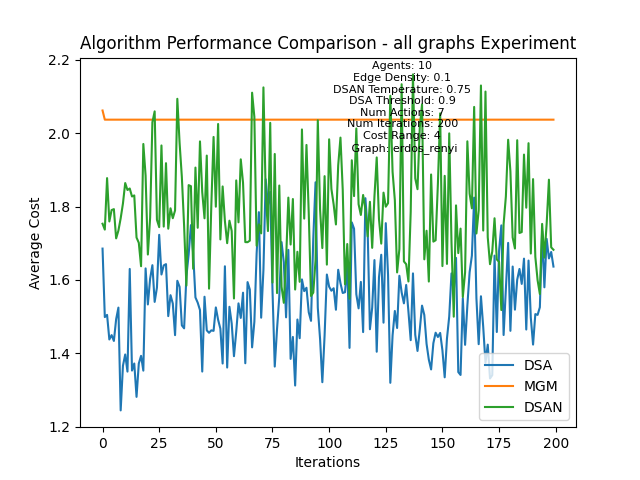 Algorithm Performance Comparison - all graphs Experiment
Agents: 10
Edge Density: 0.1
DSAN Temperature: 0.75
DSA Threshold: 0.9
Num Actions: 7
Num Iterations: 200
Cost Range: 4
Graph: erdos_renyi
2.2
2.0
1.8
1.6
1.4
1.2
Average Cost
DSA
MGM
DSAN
0 25 50 75 100 125 150 175 200
Iterations